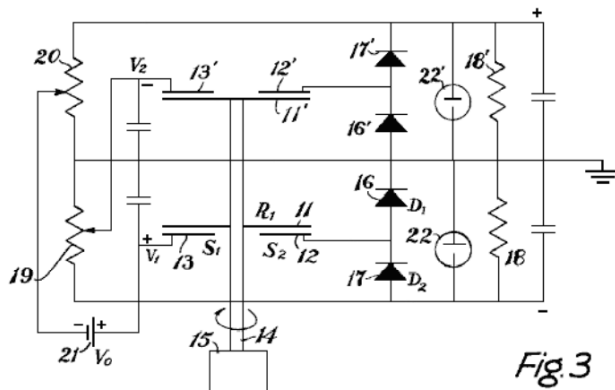 +
20
V2
13'
12'
17'
18'
22'
-
11'
16'
16
R1
11
D1
22
+
V1
S1
S2
19
13
12
17
D2
18
- +
21
V0
15
14
-
Fig. 3